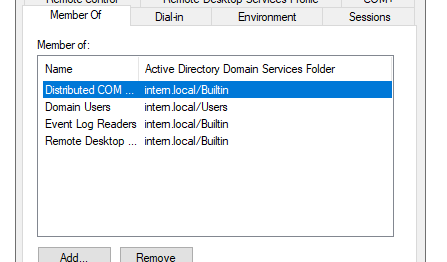 Remote control Remote Desktop Services Profile COM+
Member Of Dial-in Environment Sessions
Member of:
Name Active Directory Domain Services Folder
Distributed COM ... intern.local/Builtin
Domain Users intern.local/Users
Event Log Readers intern.local/Builtin
Remote Desktop ... intern.local/Builtin
Add... Remove